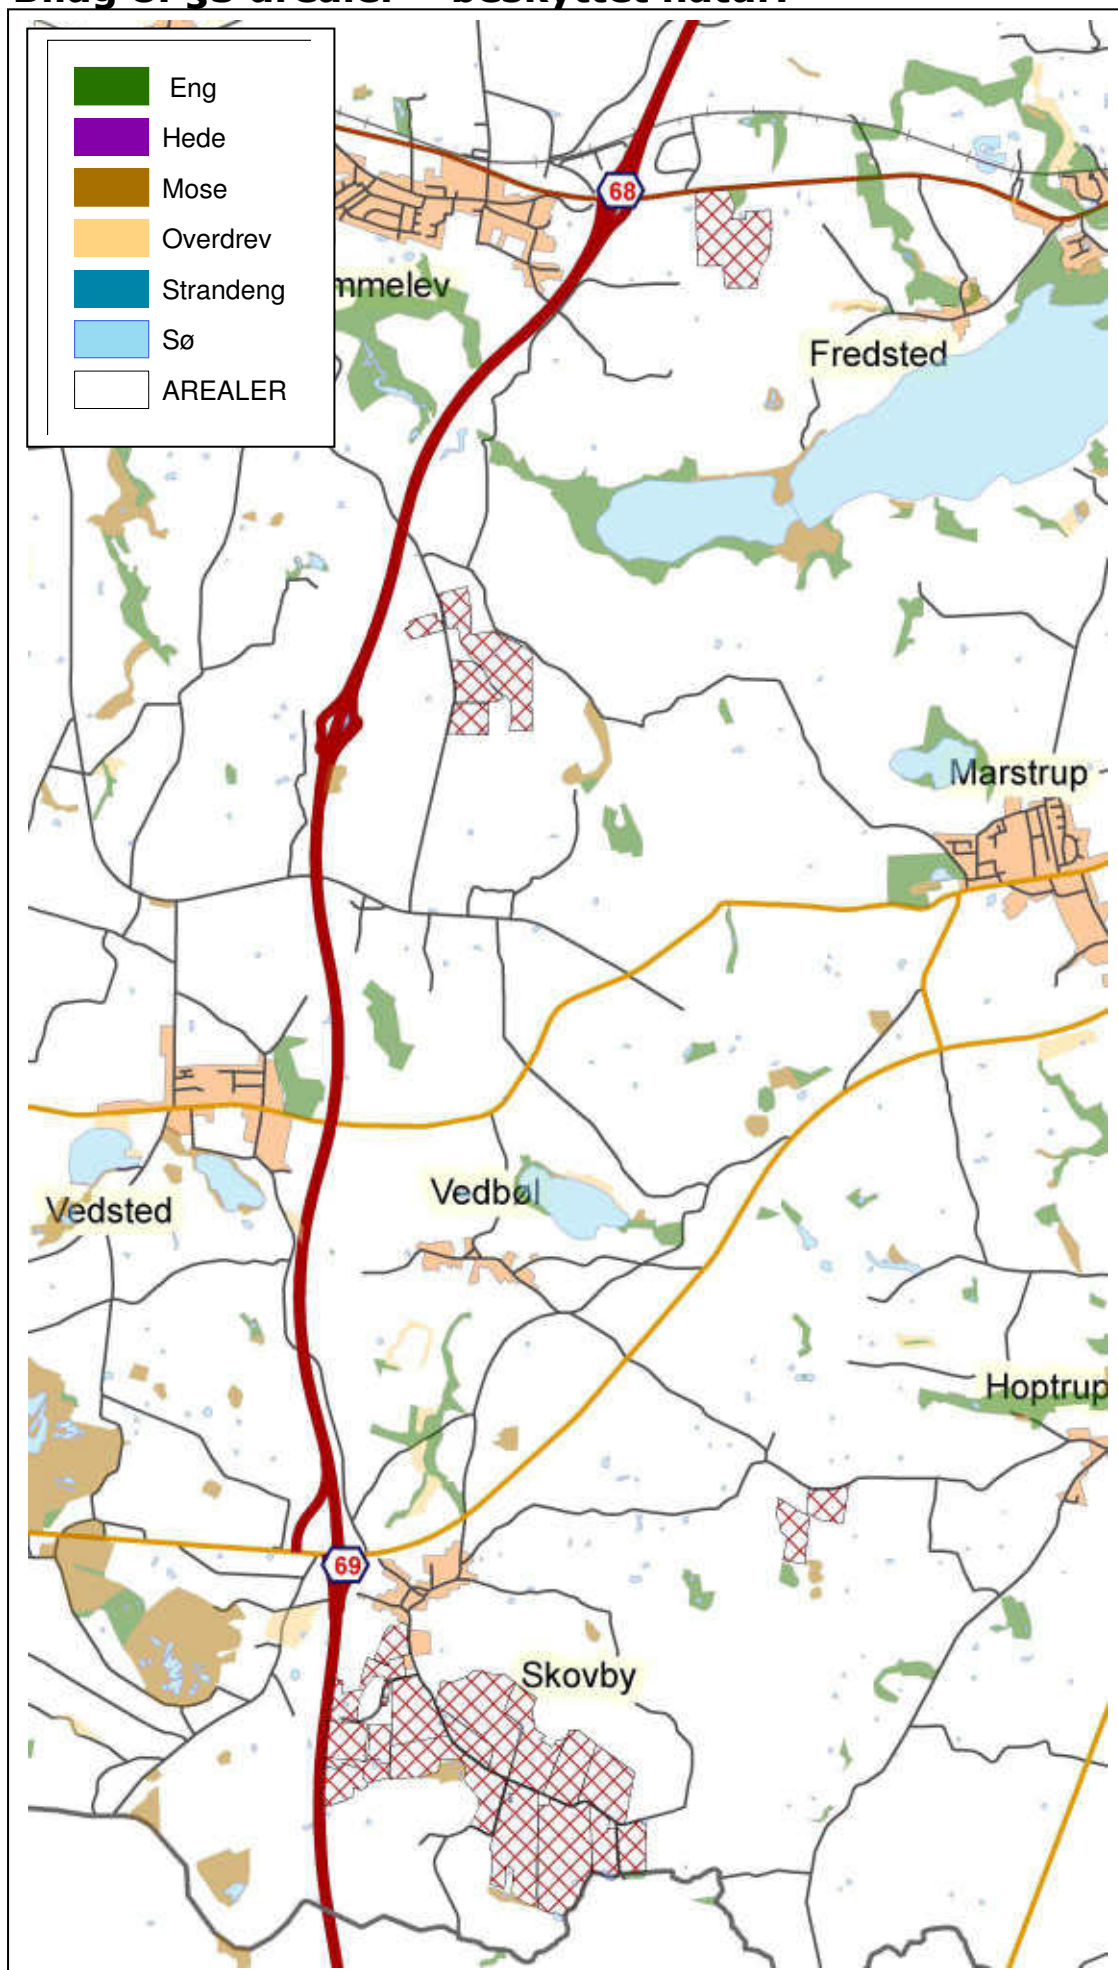 Eng
Hede
Mose
Overdrev
Strandeng
Sø
AREALER
68
mmelev
Fredsted
Marstrup
Vedsted
Vedbøl
Hoptrup
69
Skovby